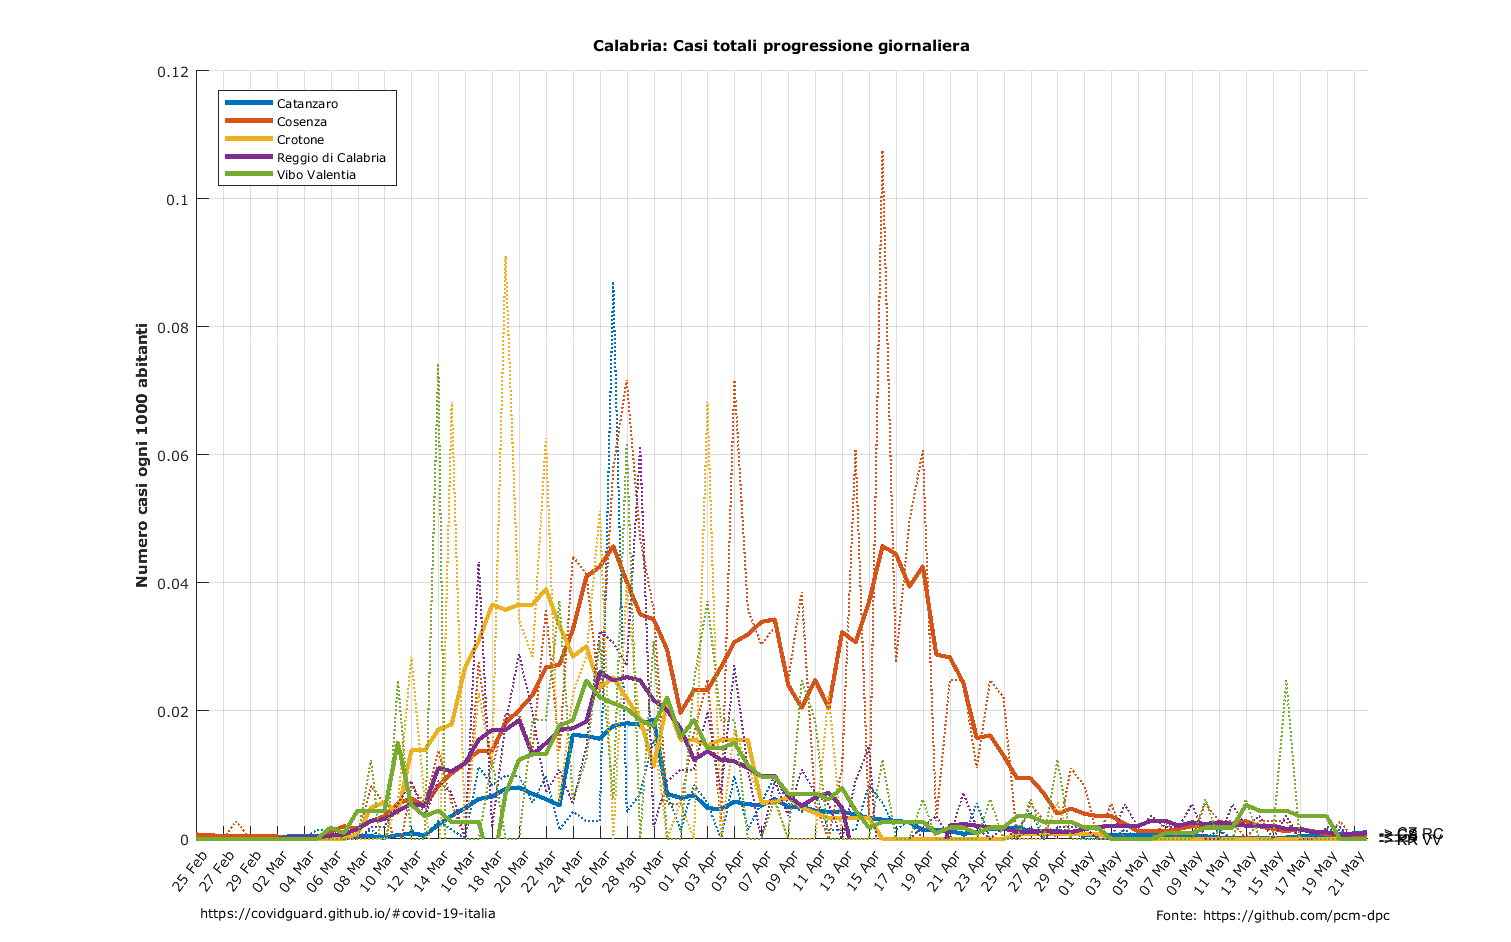 Calabria: Casi totali progressione giornaliera
Numero casi ogni 1000 abitanti
0.12
0.1
0.08
0.06
0.04
0.02
0
Catanzaro
Cosenza
Crotone
Reggio di Calabria
Vibo Valentia
25 Feb
27 Feb
29 Feb
02 Mar
04 Mar
06 Mar
08 Mar
10 Mar
12 Mar
14 Mar
16 Mar
18 Mar
20 Mar
22 Mar
24 Mar
26 Mar
28 Mar
30 Mar
01 Apr
03 Apr
05 Apr
07 Apr
09 Apr
11 Apr
13 Apr
15 Apr
17 Apr
19 Apr
21 Apr
23 Apr
25 Apr
27 Apr
29 Apr
01 May
03 May
05 May
07 May
09 May
11 May
13 May
15 May
17 May
19 May
21 May
-> CZ
RC
-> KR VV
https://covidguard.github.io/#covid-19-italia
Fonte: https://github.com/pcm-dpc